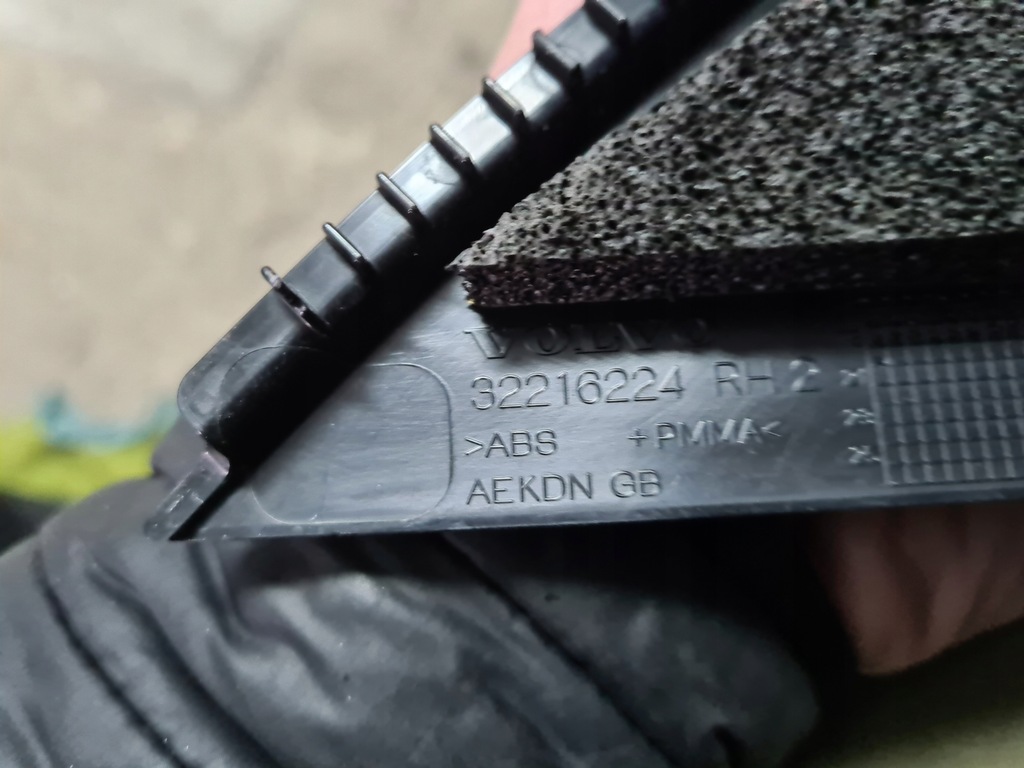 VOLVO
32216224 RH 2
>ABS +PMMA<
AEKDN GB